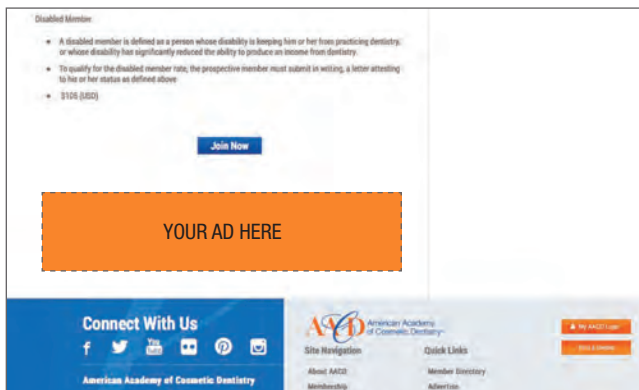 Disabled Member
• A disabled member is defined as a person whose disability is keeping him or her from practicing dentistry,
or whose disability has significantly reduced the ability to produce an income from dentistry.
• To qualify for the disabled member rate, the prospective member must submit in writing, a letter attesting
to his or her status as defined above
• $106 (USD)
Join Now
YOUR AD HERE
Connect With Us
You Tube
American Academy of Cosmetic Dentistry
AACD American Academy
of Cosmetic Dentistry
Site Navigation
About AACD
Membership
Quick Links
Member Directory
Advertise
My AACD Login